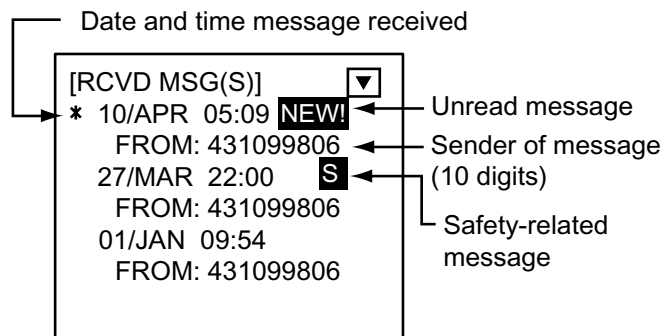 Date and time message received
[RCVD MSG(S)] ▼
* 10/APR 05:09 NEW!
FROM: 431099806
27/MAR 22:00 S
FROM: 431099806
01/JAN 09:54
FROM: 431099806
Unread message
Sender of message
(10 digits)
Safety-related
message